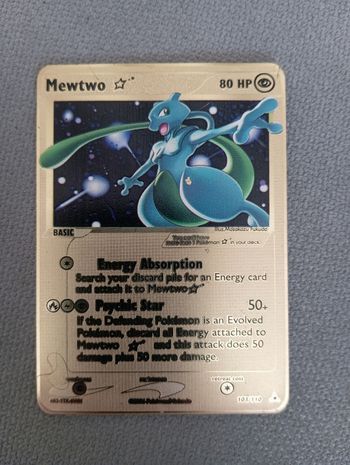 Mewtwo ☆
80 HP
Illus. Masakazu Fukuda
BASIC
You can't have
more than 1 Pokémon ☆ in your deck.
Energy Absorption
Search your discard pile for an Energy card
and attach it to Mewtwo ☆
Psychic Star 50+
If the Defending Pokémon is an Evolved
Pokémon, discard all Energy attached to
Mewtwo ☆ and this attack does 50
damage plus 50 more damage.
retreat cost
103/110